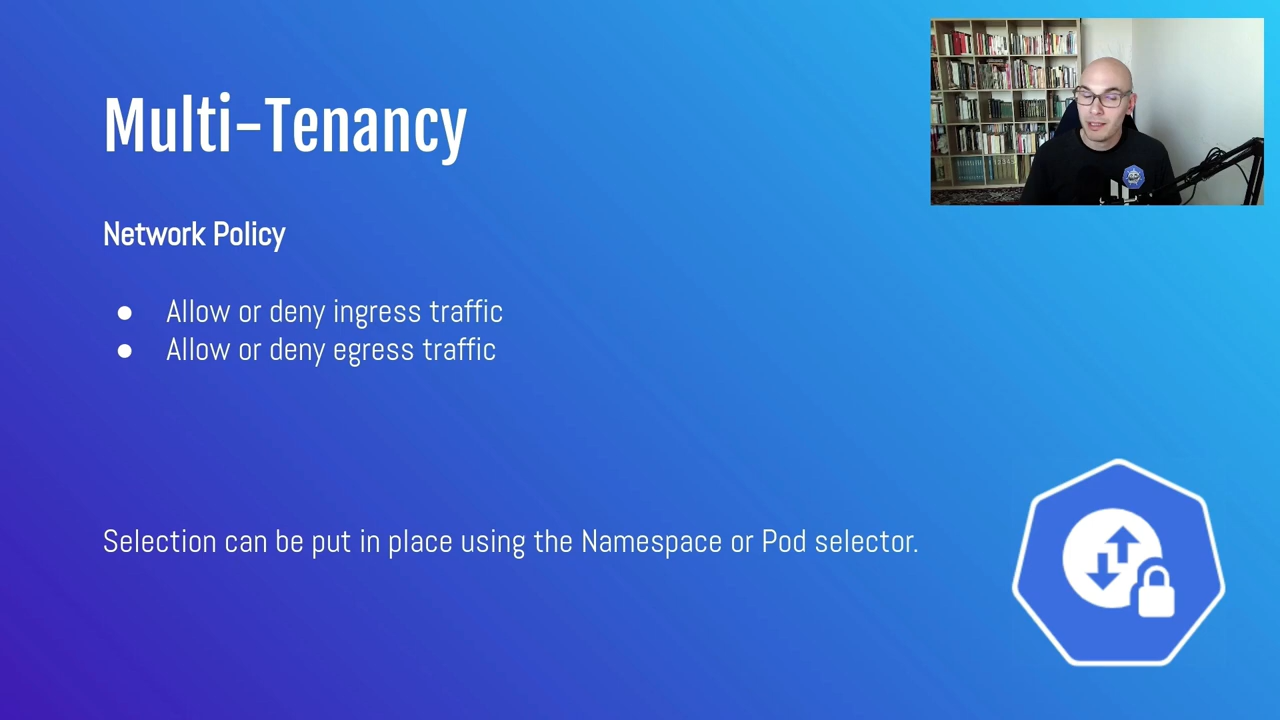 Multi-Tenancy
Network Policy
● Allow or deny ingress traffic
● Allow or deny egress traffic
Selection can be put in place using the Namespace or Pod selector.